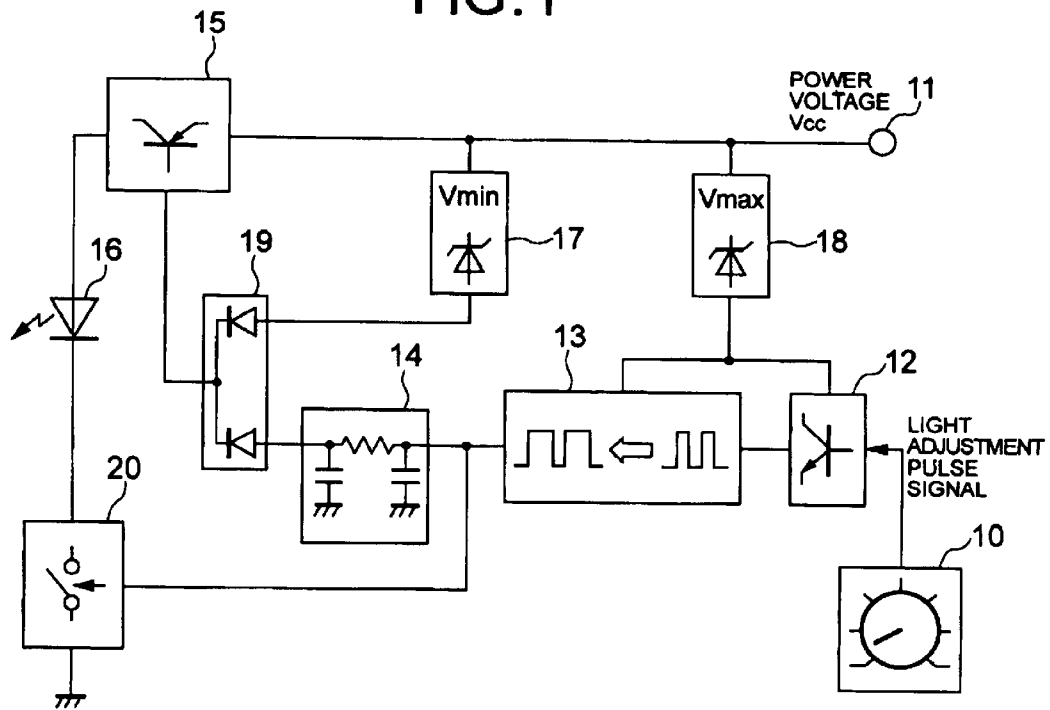 FIG. 1
15
POWER
VOLTAGE
Vcc
11
Vmin
17
Vmax
18
16
19
14
13
12
LIGHT
ADJUSTMENT
PULSE
SIGNAL
20
10